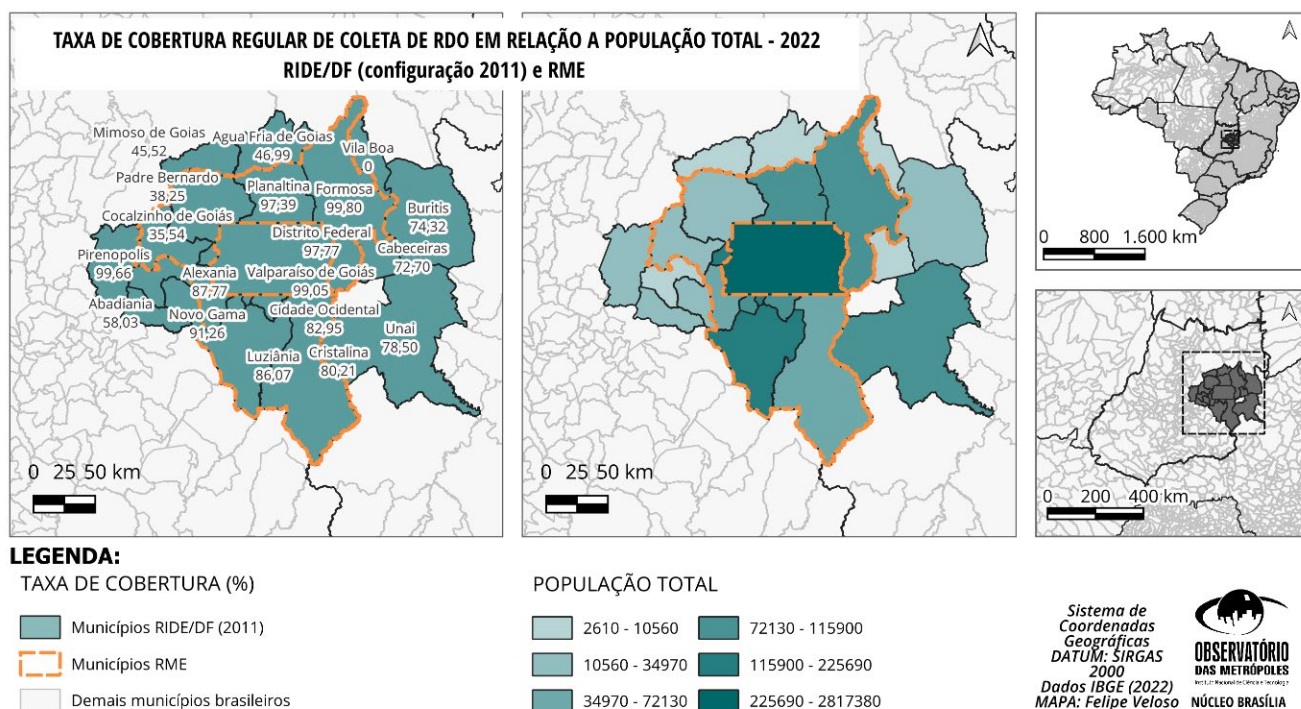 TAXA DE COBERTURA REGULAR DE COLETA DE RDO EM RELAÇÃO A POPULAÇÃO TOTAL - 2022
RIDE/DF (configuração 2011) e RME
Mimoso de Goias
45,52
Agua Fria de Goias
46,99
Vila Boa
0
Padre Bernardo
38,25
Planaltina
97,39
Formosa
99,80
Buritis
74,32
Cocalzinho de Goiás
35,54
Distrito Federal
97,77
Cabeceiras
72,70
Pirenopolis
99,66
Alexania
87,77
Valparaíso de Goiás
99,05
Abadiania
58,03
Novo Gama
91,26
Cidade Ocidental
82,95
Unai
78,50
Luziânia
86,07
Cristalina
80,21
0 25 50 km
0 25 50 km
0 800 1.600 km
0 200 400 km
LEGENDA:
TAXA DE COBERTURA (%)
Municípios RIDE/DF (2011)
Municípios RME
Demais municípios brasileiros
POPULAÇÃO TOTAL
2610 - 10560
10560 - 34970
34970 - 72130
72130 - 115900
115900 - 225690
225690 - 2817380
Sistema de
Coordenadas
Geográficas
DATUM: SIRGAS
2000
Dados IBGE (2022)
MAPA: Felipe Veloso
OBSERVATÓRIO
DAS METRÓPOLES
Instituto Nacional de Ciência e Tecnologia
NÚCLEO BRASÍLIA